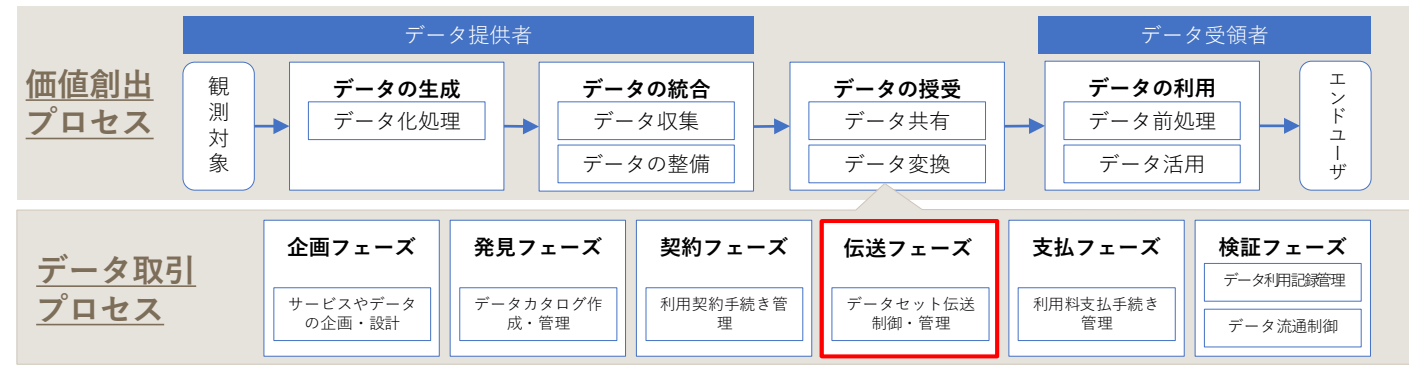 データ提供者
データ受領者
価値創出
プロセス
観測対象
データの生成
データ化処理
データの統合
データ収集
データの整備
データの授受
データ共有
データ変換
データの利用
データ前処理
データ活用
エンドユーザ
データ取引
プロセス
企画フェーズ
サービスやデータ
の企画・設計
発見フェーズ
データカタログ作
成・管理
契約フェーズ
利用契約手続き管
理
伝送フェーズ
データセット伝送
制御・管理
支払フェーズ
利用料支払手続き
管理
検証フェーズ
データ利用記録管理
データ流通制御